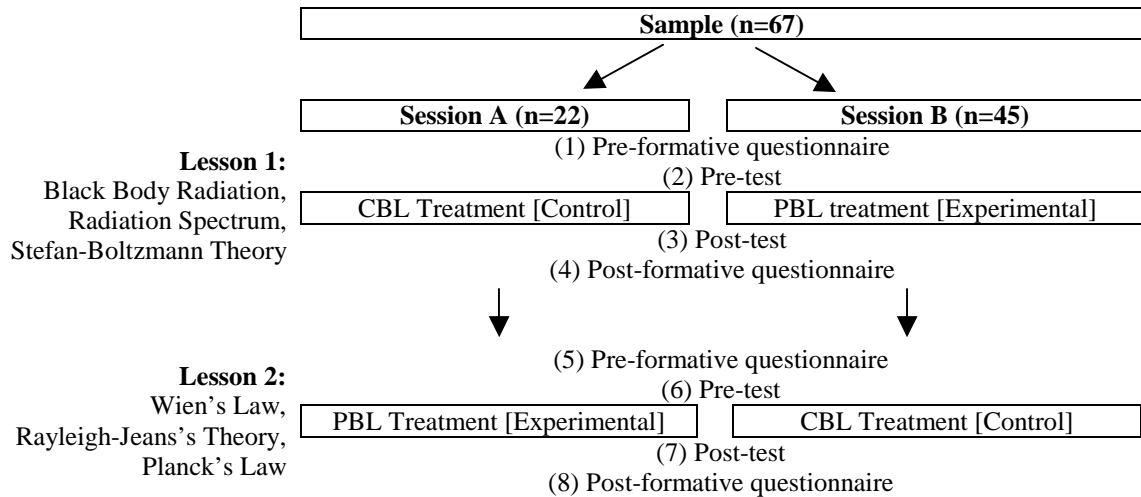 Sample (n=67)
Session A (n=22)
Session B (n=45)
(1) Pre-formative questionnaire
Lesson 1:
(2) Pre-test
Black Body Radiation,
CBL Treatment [Control]
PBL treatment [Experimental]
Radiation Spectrum,
(3) Post-test
Stefan-Boltzmann Theory
(4) Post-formative questionnaire
(5) Pre-formative questionnaire
Lesson 2:
(6) Pre-test
Wien’s Law,
PBL Treatment [Experimental]
CBL Treatment [Control]
Rayleigh-Jeans’s Theory,
(7) Post-test
Planck’s Law
(8) Post-formative questionnaire